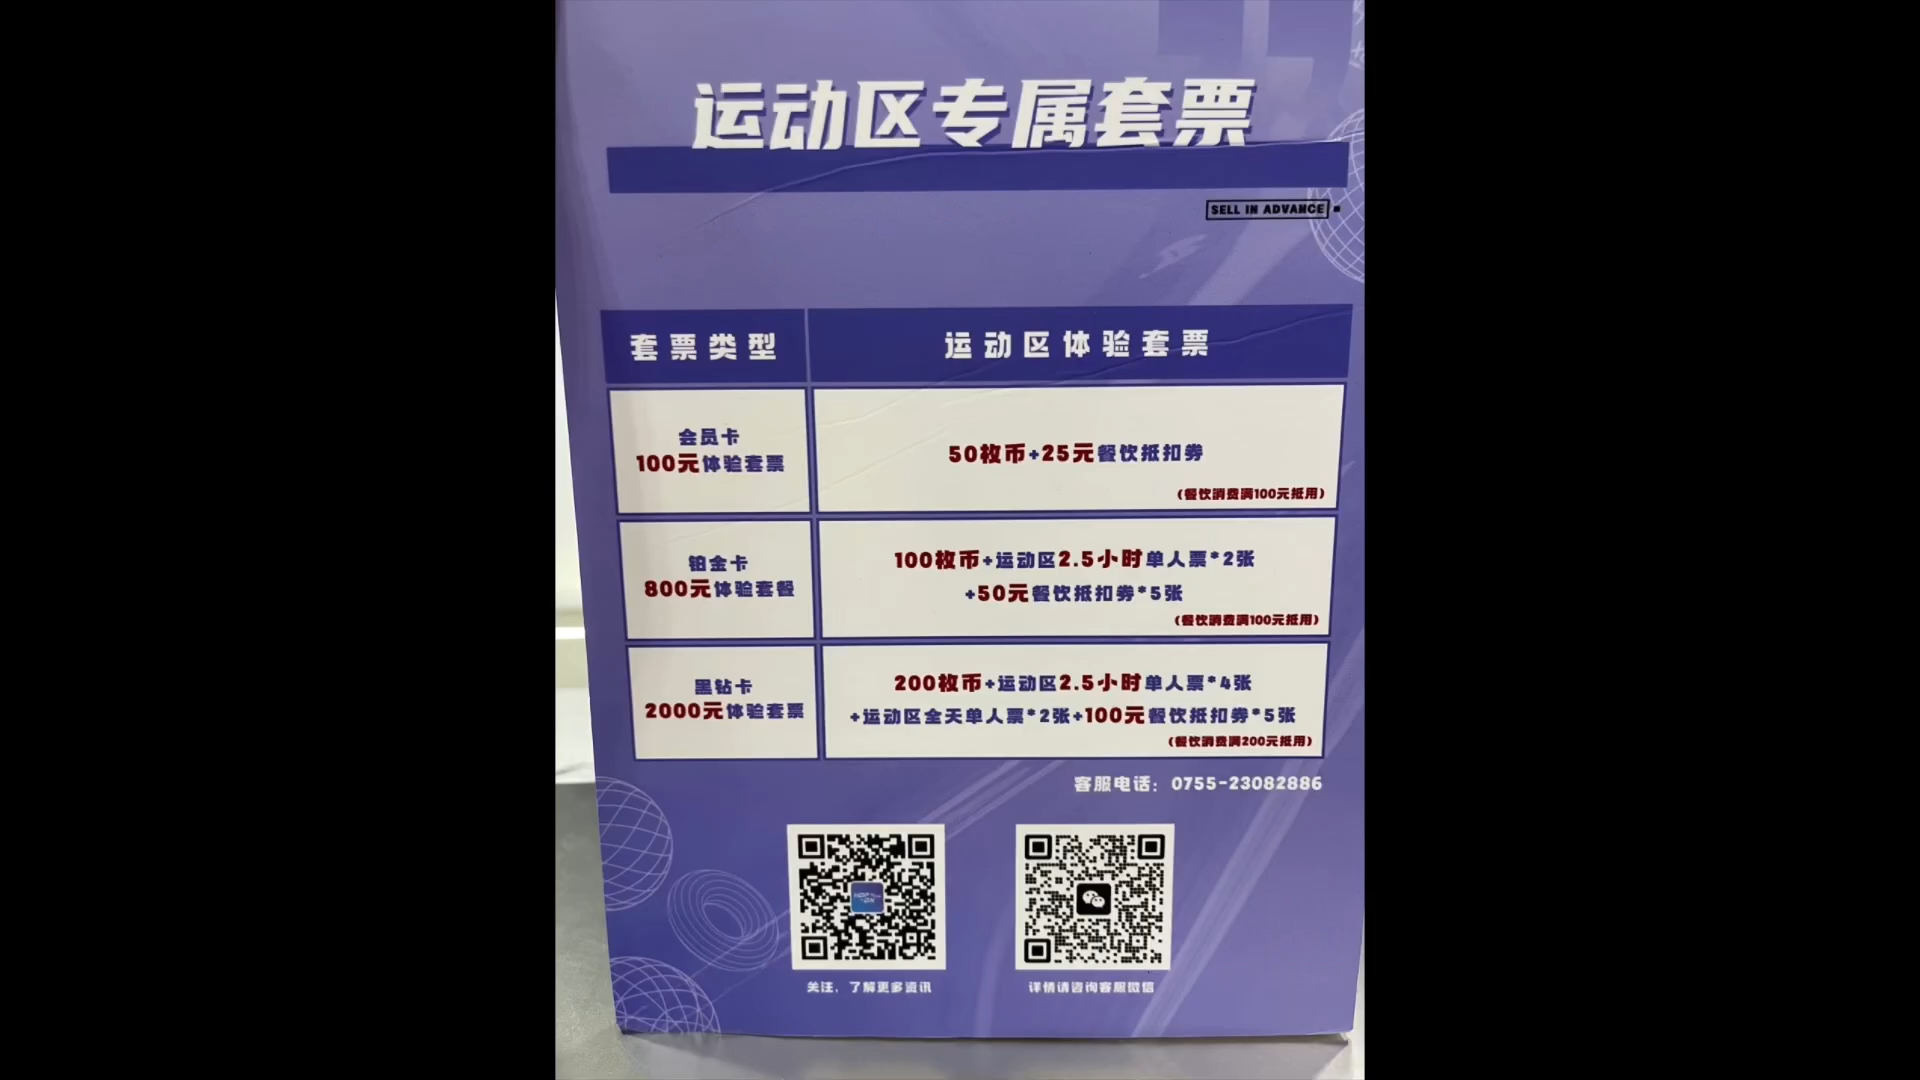 运动区专属套票
SELL IN ADVANCE
套票类型
运动区体验套票
会员卡
100元体验套票
50枚币+25元餐饮抵扣券
(餐饮消费满100元抵用)
铂金卡
800元体验套餐
100枚币+运动区2.5小时单人票*2张
+50元餐饮抵扣券*5张
(餐饮消费满100元抵用)
黑钻卡
2000元体验套票
200枚币+运动区2.5小时单人票*4张
+运动区全天单人票*2张+100元餐饮抵扣券*5张
(餐饮消费满200元抵用)
客服电话：0755-23082886
关注，了解更多资讯
详情请咨询客服微信